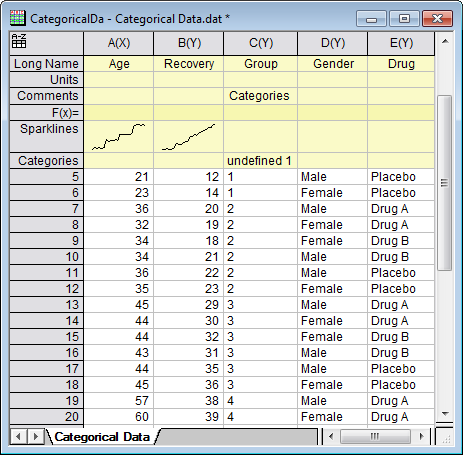 CategoricalDa - Categorical Data.dat *
A(X) B(Y) C(Y) D(Y) E(Y)
Long Name Age Recovery Group Gender Drug
Units
Comments Categories
F(x)=
Sparklines
Categories undefined 1
5 21 12 1 Male Placebo
6 23 14 1 Female Placebo
7 36 20 2 Male Drug A
8 32 19 2 Female Drug A
9 34 18 2 Female Drug B
10 34 21 2 Male Drug B
11 36 22 2 Male Placebo
12 35 23 2 Female Placebo
13 45 29 3 Male Drug A
14 44 30 3 Female Drug A
15 44 32 3 Female Drug B
16 43 31 3 Male Drug B
17 44 35 3 Male Placebo
18 45 36 3 Female Placebo
19 57 38 4 Male Drug A
20 60 39 4 Female Drug A
Categorical Data